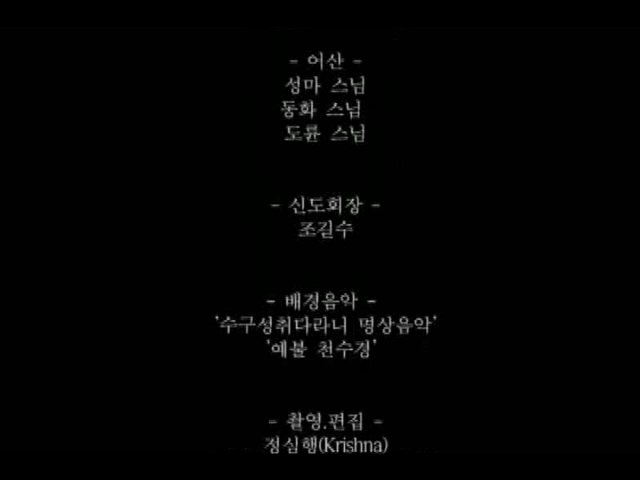 - 어산 -
성마 스님
동화 스님
도륜 스님
- 신도회장 -
조길수
- 배경음악 -
'수구성취다라니 명상음악'
'예불 천수경'
- 촬영.편집 -
정심행(Krishna)